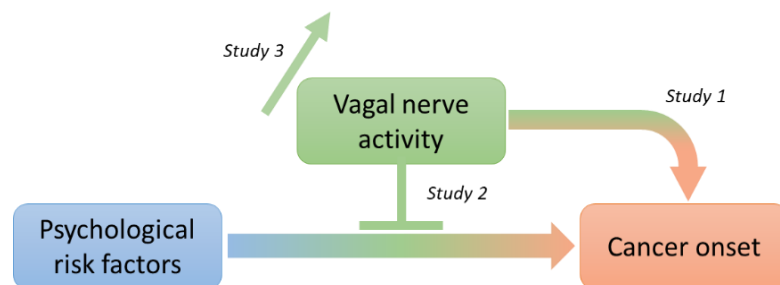 Study 3
Vagal nerve
activity
Study 1
Study 2
Psychological
risk factors
Cancer onset